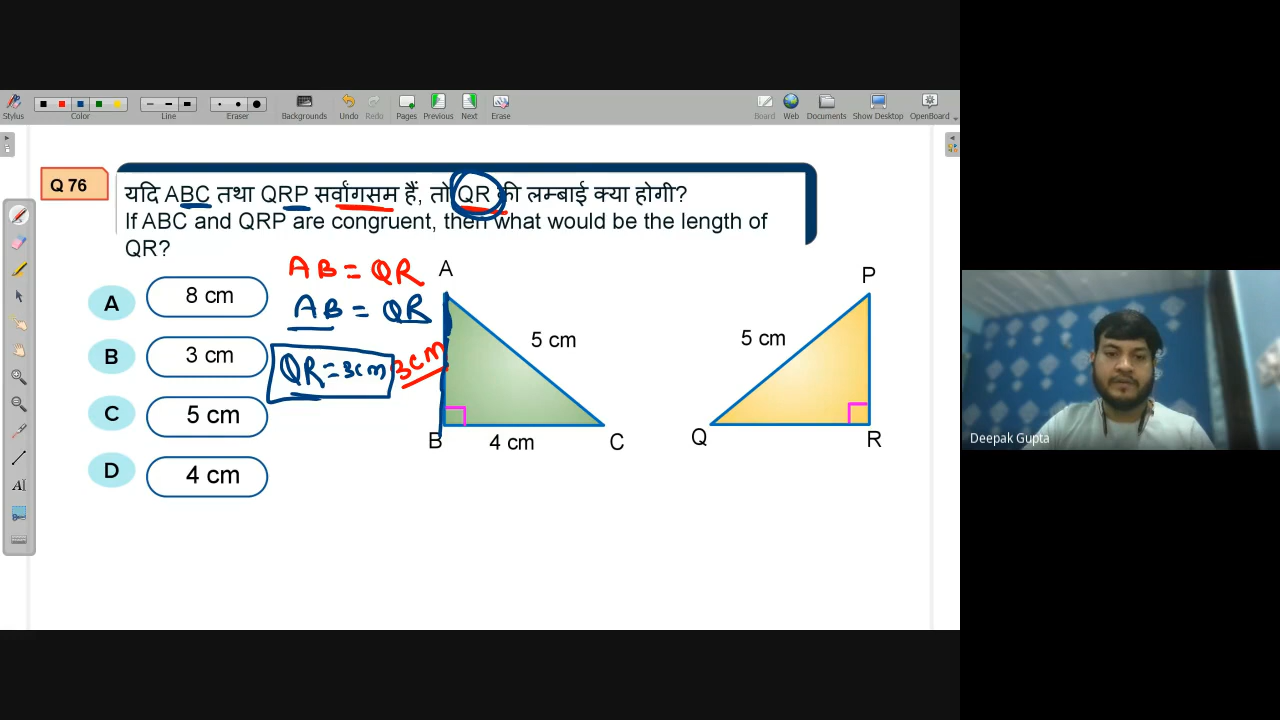 Stylus
Color
Line
Eraser
Backgrounds
Undo
Redo
Pages
Previous
Next
Erase
Board
Web
Documents
Show Desktop
OpenBoard
Q 76
यदि ABC तथा QRP सर्वांगसम हैं, तो QR की लम्बाई क्या होगी?
If ABC and QRP are congruent, then what would be the length of
QR?
AB = QR
AB = QR
QR = 3cm
3cm
A 8 cm
B 3 cm
C 5 cm
D 4 cm
A
5 cm
B
4 cm
C
P
5 cm
Q
R
AI
Deepak Gupta